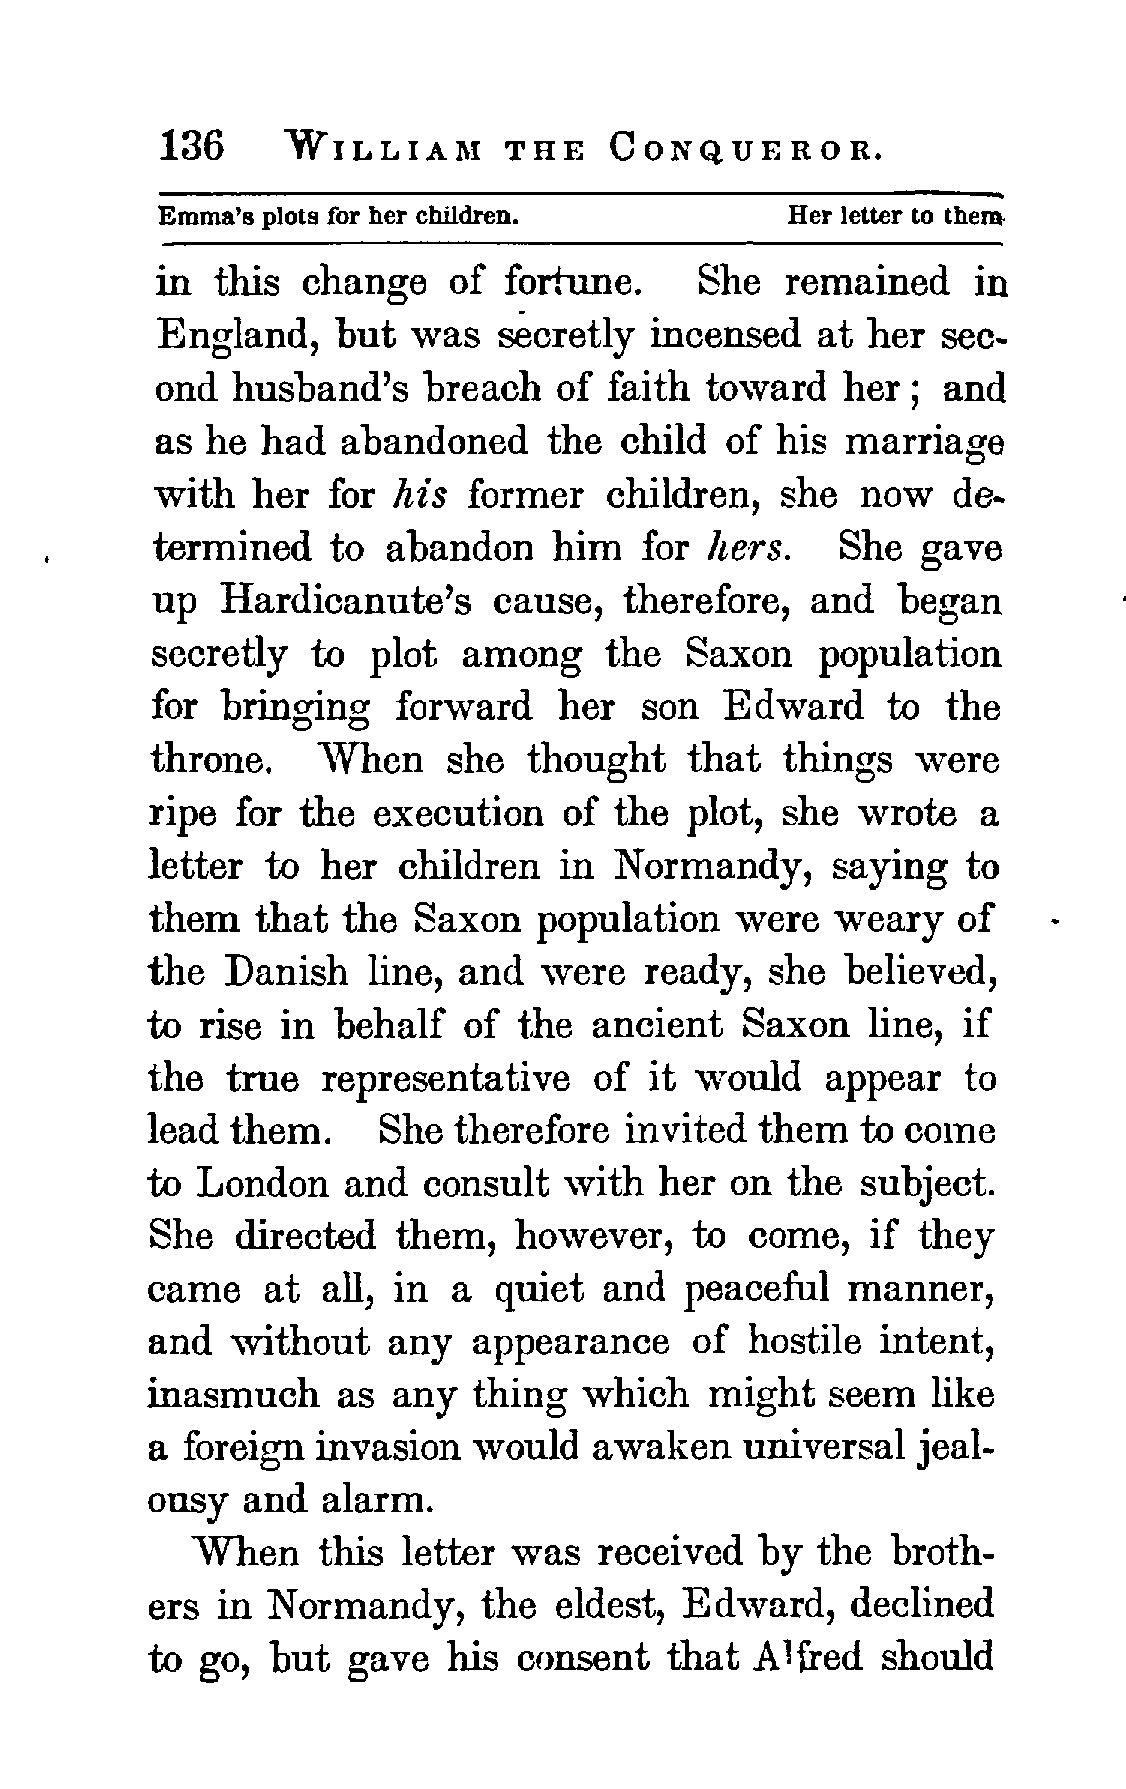 136 WILLIAM THE CONQUEROR.
Emma's plots for her children. Her letter to them.
in this change of fortune. She remained in
England, but was secretly incensed at her sec-
ond husband's breach of faith toward her; and
as he had abandoned the child of his marriage
with her for his former children, she now de-
termined to abandon him for hers. She gave
up Hardicanute's cause, therefore, and began
secretly to plot among the Saxon population
for bringing forward her son Edward to the
throne. When she thought that things were
ripe for the execution of the plot, she wrote a
letter to her children in Normandy, saying to
them that the Saxon population were weary of
the Danish line, and were ready, she believed,
to rise in behalf of the ancient Saxon line, if
the true representative of it would appear to
lead them. She therefore invited them to come
to London and consult with her on the subject.
She directed them, however, to come, if they
came at all, in a quiet and peaceful manner,
and without any appearance of hostile intent,
inasmuch as any thing which might seem like
a foreign invasion would awaken universal jeal-
ousy and alarm.
When this letter was received by the broth-
ers in Normandy, the eldest, Edward, declined
to go, but gave his consent that Alfred should